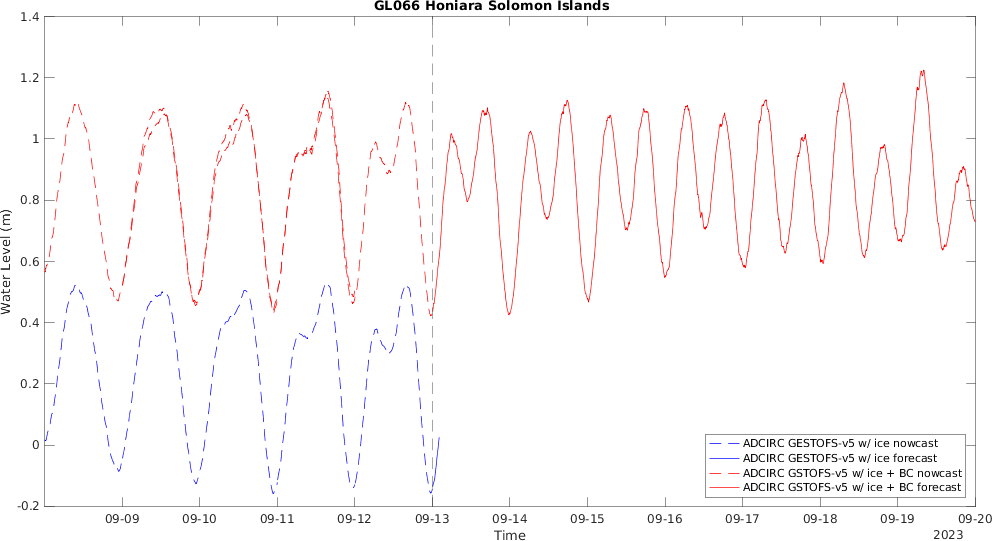 GL066 Honiara Solomon Islands
1.4
1.2
1
0.8
0.6
0.4
0.2
0
-0.2
Water Level (m)
ADCIRC GESTOFS-v5 w/ ice nowcast
ADCIRC GESTOFS-v5 w/ ice forecast
ADCIRC GSTOFS-v5 w/ ice + BC nowcast
ADCIRC GSTOFS-v5 w/ ice + BC forecast
09-09 09-10 09-11 09-12 09-13 09-14 09-15 09-16 09-17 09-18 09-19 09-20
Time
2023